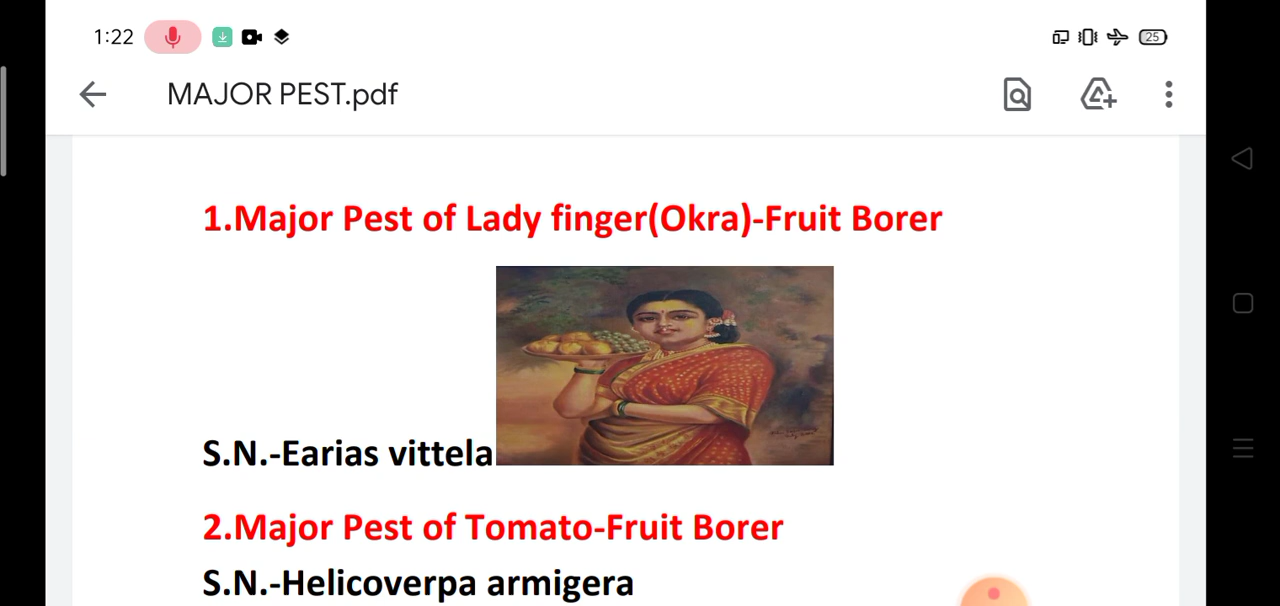 1:22
25
MAJOR PEST.pdf
1.Major Pest of Lady finger(Okra)-Fruit Borer
S.N.-Earias vittela
2.Major Pest of Tomato-Fruit Borer
S.N.-Helicoverpa armigera